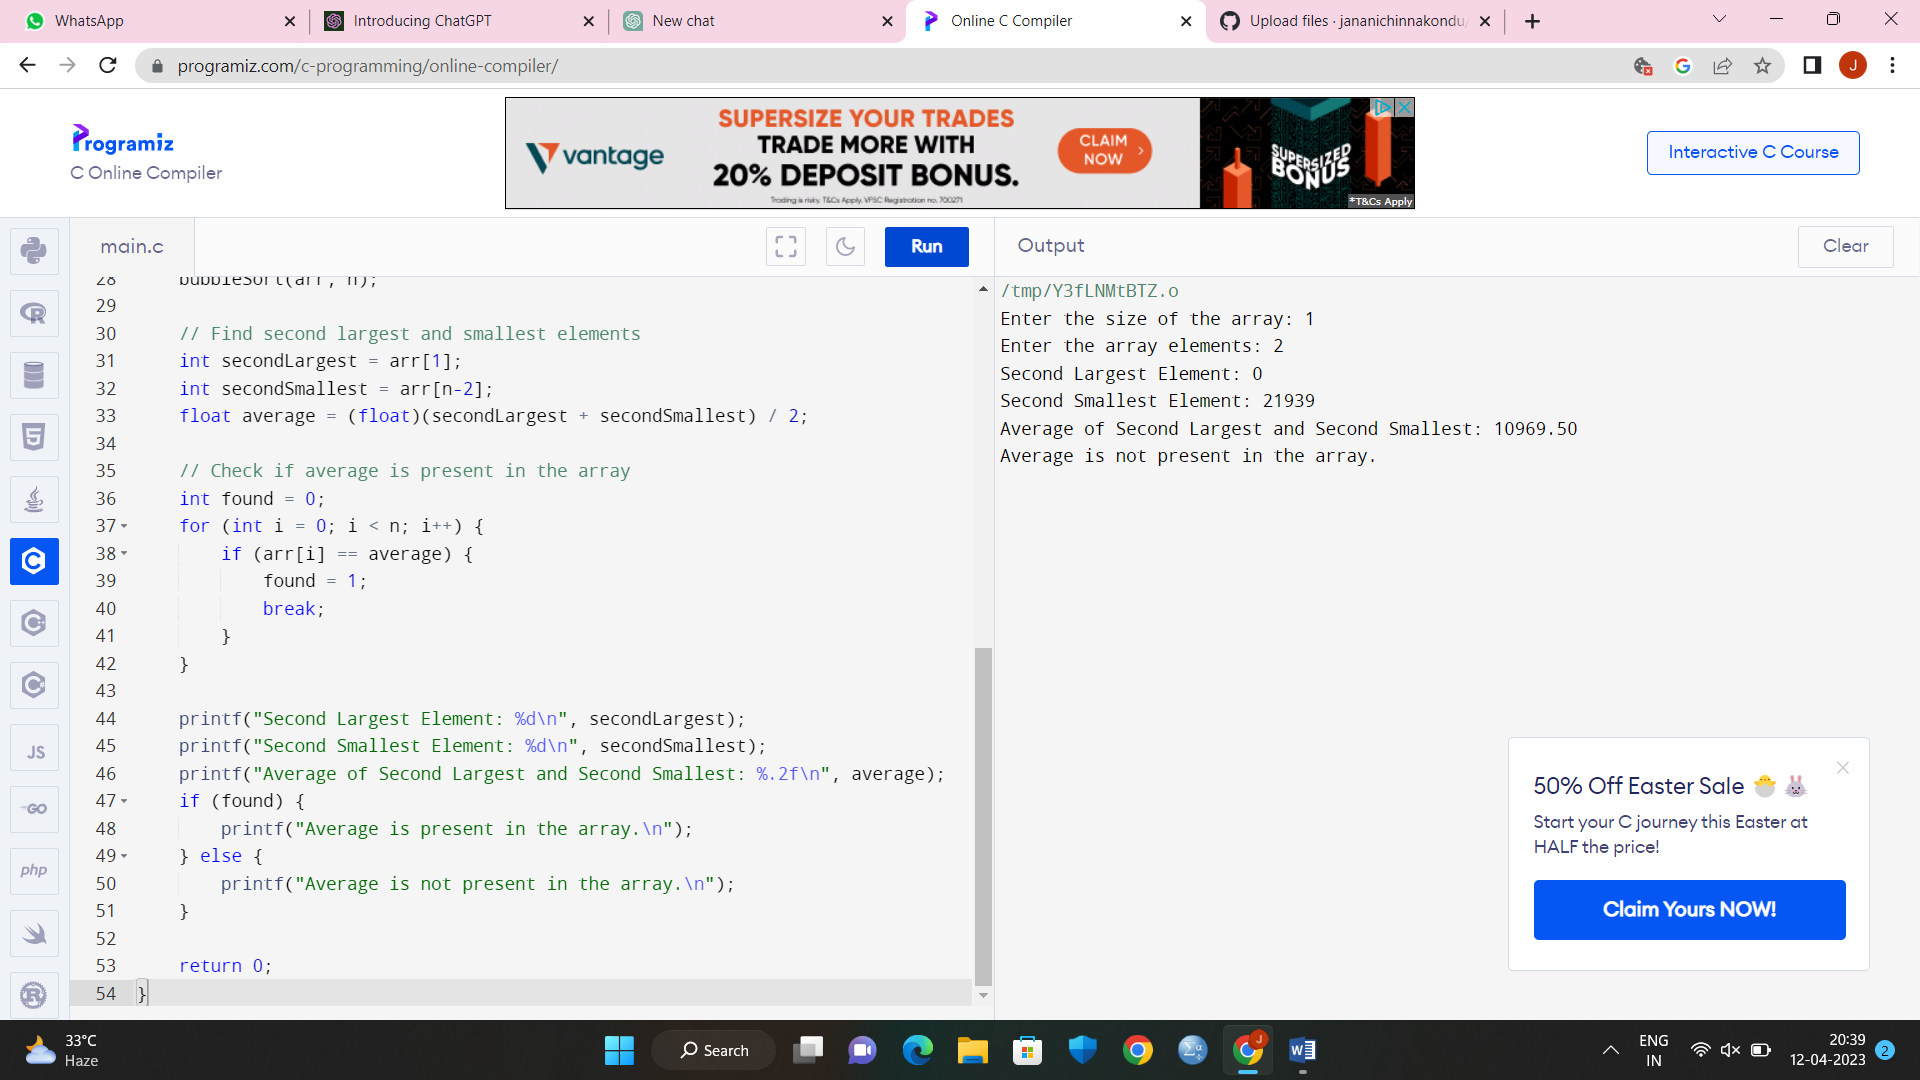 WhatsApp
Introducing ChatGPT
New chat
Online C Compiler
Upload files · jananichinnakondu
programiz.com/c-programming/online-compiler/
J
Programiz
C Online Compiler
vantage
SUPERSIZE YOUR TRADES
TRADE MORE WITH
20% DEPOSIT BONUS.
Trading is risky. T&Cs Apply. VFSC Registration no. 700271
CLAIM
NOW
SUPERSIZED
BONUS
*T&Cs Apply
Interactive C Course
main.c
Run
Output
Clear
28 bubbleSort(arr, n);
29
30 // Find second largest and smallest elements
31 int secondLargest = arr[1];
32 int secondSmallest = arr[n-2];
33 float average = (float)(secondLargest + secondSmallest) / 2;
34
35 // Check if average is present in the array
36 int found = 0;
37 for (int i = 0; i < n; i++) {
38 if (arr[i] == average) {
39 found = 1;
40 break;
41 }
42 }
43
44 printf("Second Largest Element: %d\n", secondLargest);
45 printf("Second Smallest Element: %d\n", secondSmallest);
46 printf("Average of Second Largest and Second Smallest: %.2f\n", average);
47 if (found) {
48 printf("Average is present in the array.\n");
49 } else {
50 printf("Average is not present in the array.\n");
51 }
52
53 return 0;
54 }
/tmp/Y3fLNMtBTZ.o
Enter the size of the array: 1
Enter the array elements: 2
Second Largest Element: 0
Second Smallest Element: 21939
Average of Second Largest and Second Smallest: 10969.50
Average is not present in the array.
R
5
C
C
JS
GO
php
R
50% Off Easter Sale 🐣 🐰
Start your C journey this Easter at
HALF the price!
Claim Yours NOW!
33°C
Haze
Search
J
W
ENG
IN
20:39
12-04-2023
2